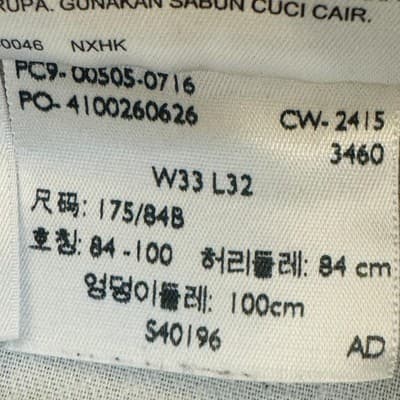 RUPA. GUNAKAN SABUN CUCI CAIR.
0046 NXHK
PC9-00505-0716
PO-4100260626 CW-2415
3460
W33 L32
尺码: 175/84B
호칭: 84-100 허리둘레: 84 cm
엉덩이둘레: 100cm
S40196 AD